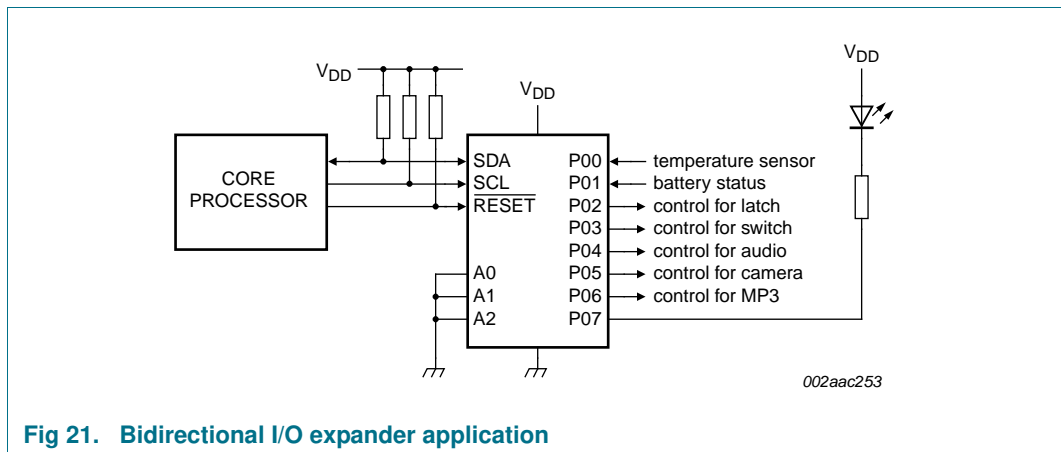 VDD
VDD
VDD
CORE
PROCESSOR
SDA
SCL
RESET
A0
A1
A2
P00
P01
P02
P03
P04
P05
P06
P07
temperature sensor
battery status
control for latch
control for switch
control for audio
control for camera
control for MP3
002aac253
Fig 21. Bidirectional I/O expander application